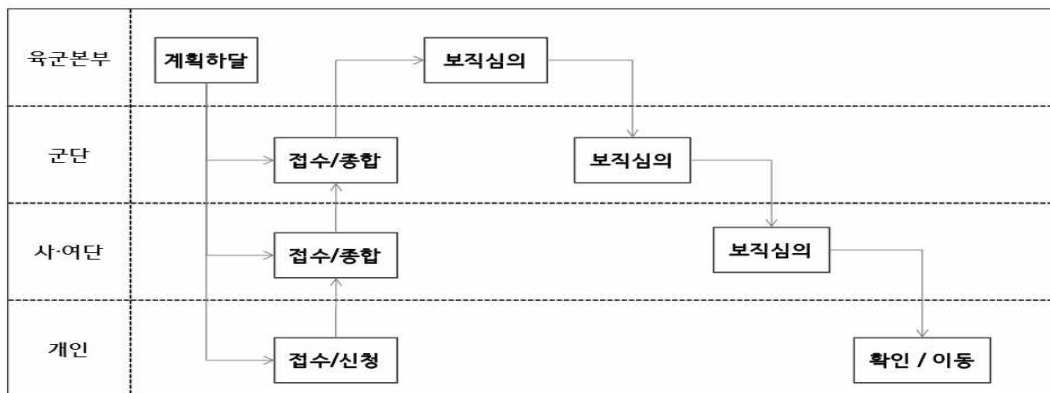 육군본부
계획하달
보직심의
군단
접수/종합
보직심의
사·여단
접수/종합
보직심의
개인
접수/신청
확인 / 이동